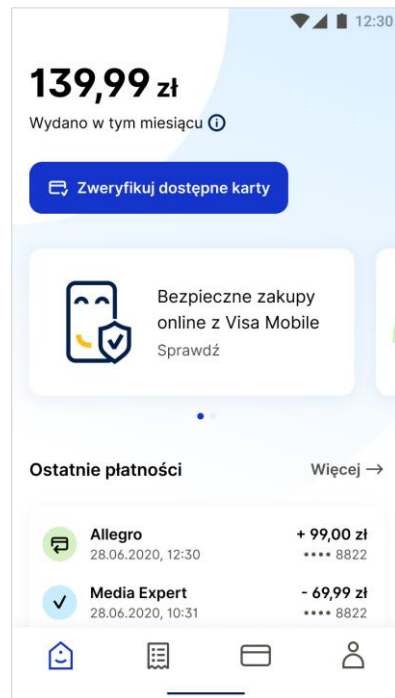 12:30
139,99 zł
Wydano w tym miesiącu
Zweryfikuj dostępne karty
Bezpieczne zakupy
online z Visa Mobile
Sprawdź
Ostatnie płatności Więcej →
Allegro + 99,00 zł
28.06.2020, 12:30 •••• 8822
Media Expert - 69,99 zł
28.06.2020, 10:31 •••• 8822